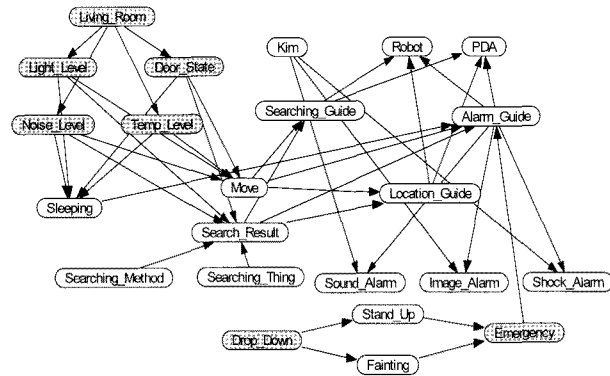 Living_Room
Kim
Robot
PDA
Light_Level
Door_State
Searching_Guide
Alarm_Guide
Noise_Level
Temp_Level
Move
Location_Guide
Sleeping
Search_Result
Searching_Method
Searching_Thing
Sound_Alarm
Image_Alarm
Shock_Alarm
Stand_Up
Drop_Down
Emergency
Fainting